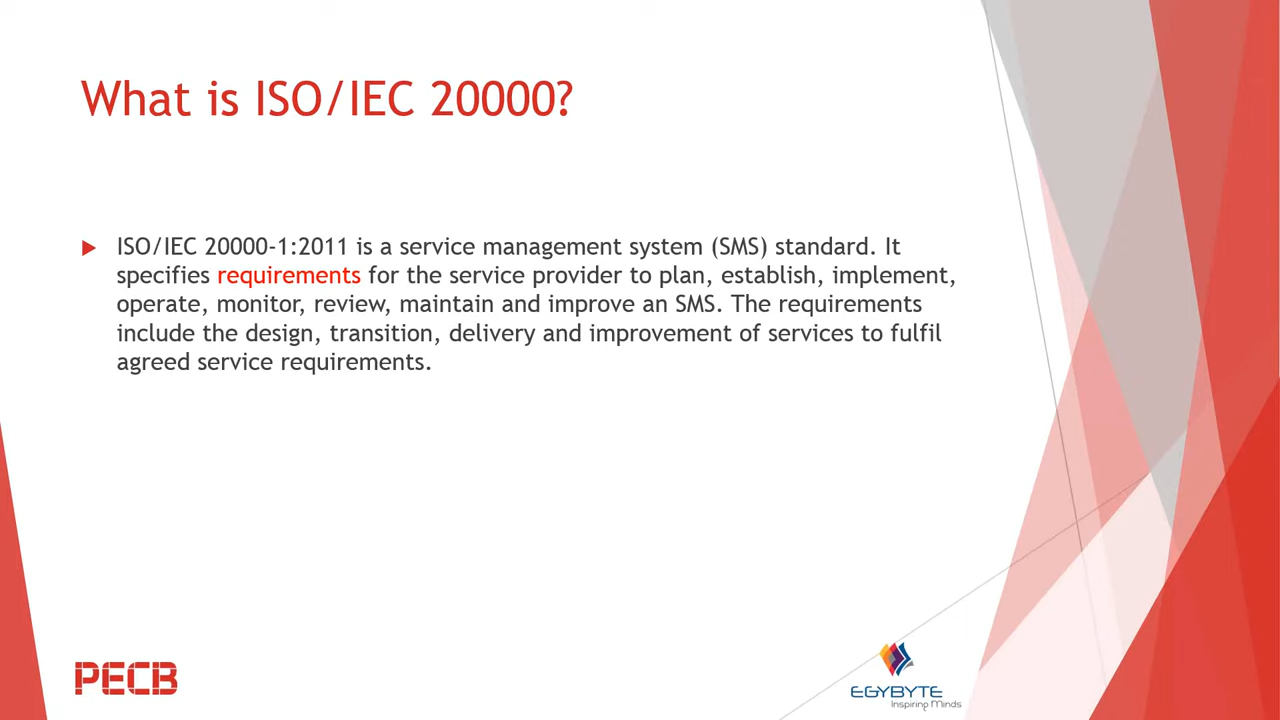 What is ISO/IEC 20000?
ISO/IEC 20000-1:2011 is a service management system (SMS) standard. It
specifies requirements for the service provider to plan, establish, implement,
operate, monitor, review, maintain and improve an SMS. The requirements
include the design, transition, delivery and improvement of services to fulfil
agreed service requirements.
PECB
EGYBYTE
Inspiring Minds